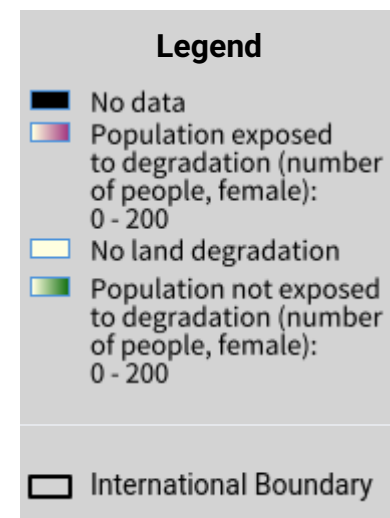 Legend
No data
Population exposed
to degradation (number
of people, female):
0 - 200
No land degradation
Population not exposed
to degradation (number
of people, female):
0 - 200
International Boundary